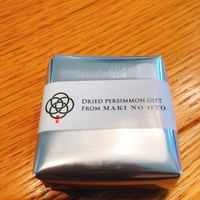 DRIED PERSIMMON GIFT
FROM MAKI NO OTO